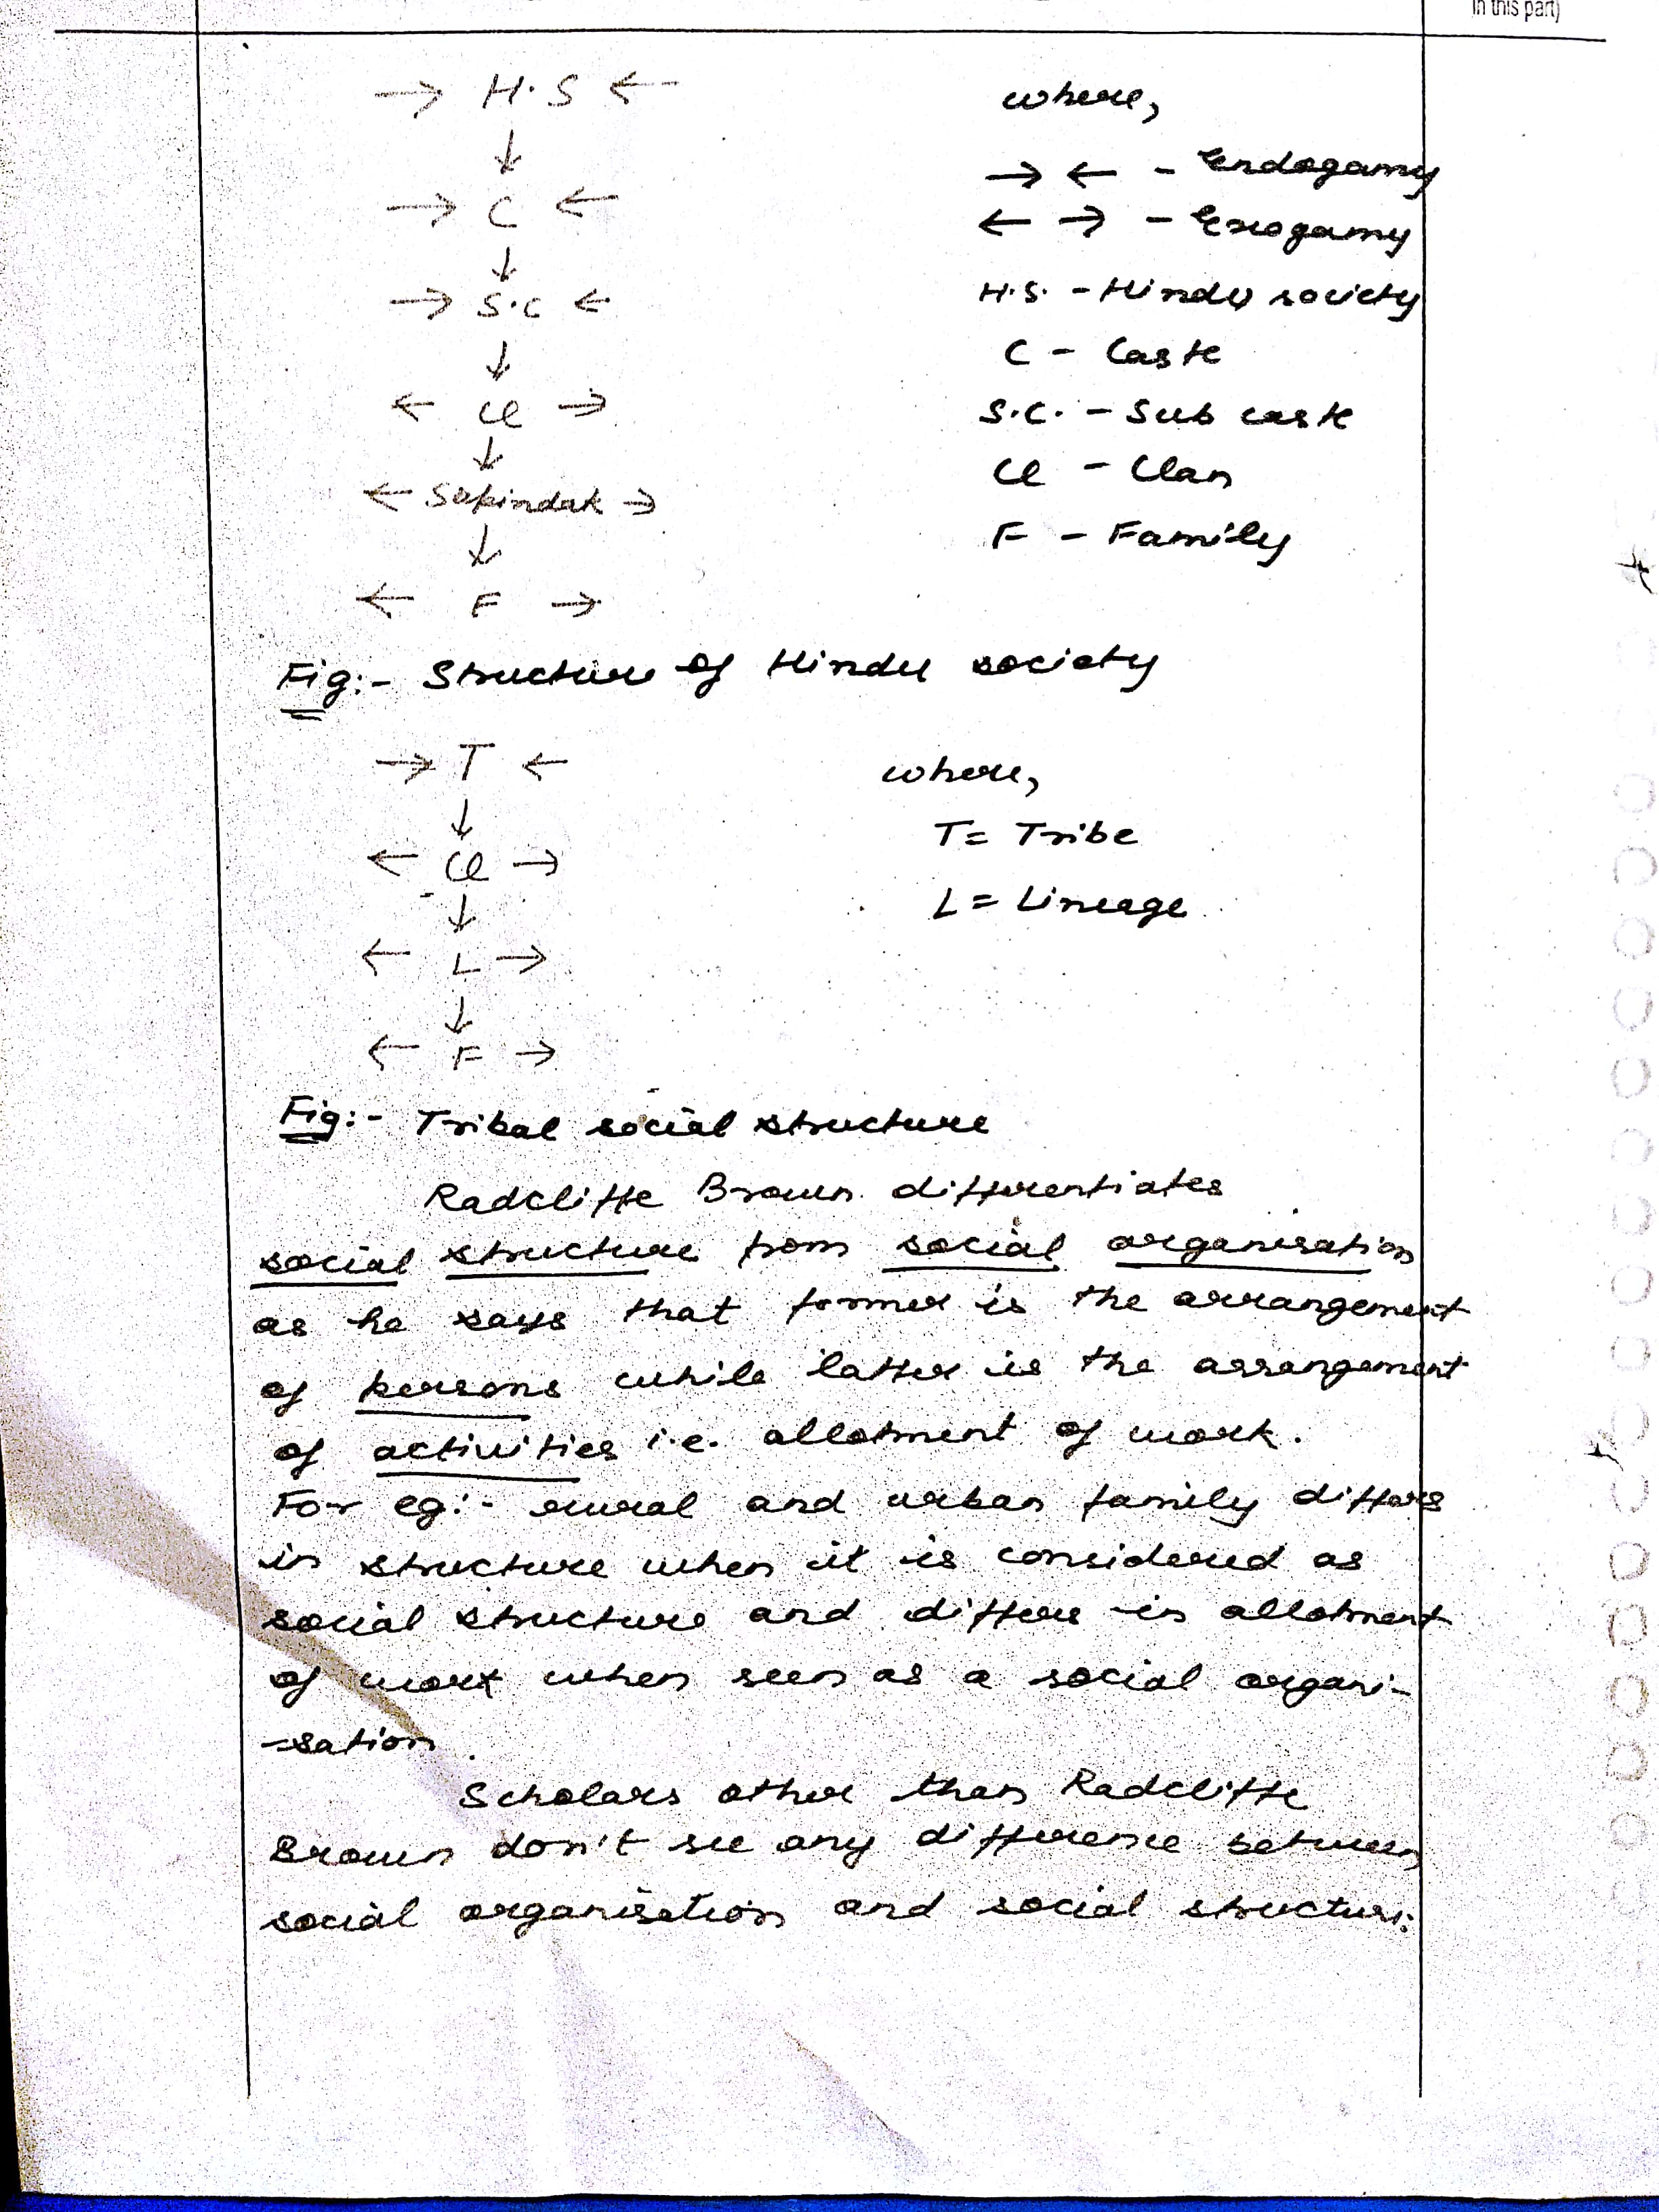 in this part)
→ H.S ←
↓
→ C ←
↓
→ S.C ←
↓
← Cl →
↓
← Sapindak →
↓
← F →
where,
→ ← - Endogamy
← → - Exogamy
H.S. - Hindu society
C - Caste
S.C. - Sub caste
Cl - Clan
F - Family
Fig:- Structure of Hindu society
→ T ←
↓
← Cl →
↓
← L →
↓
← F →
where,
T= Tribe
L= Lineage
Fig:- Tribal social structure
Radcliffe Brown differentiates
social structure from social organisation
as he says that former is the arrangement
of persons while latter is the arrangement
of activities i.e. allotment of work.
For eg:- rural and urban family differs
in structure when it is considered as
social structure and differs in allotment
of work when seen as a social organi-
-sation.
Scholars other than Radcliffe
Brown don't see any difference between
social organisation and social structure.